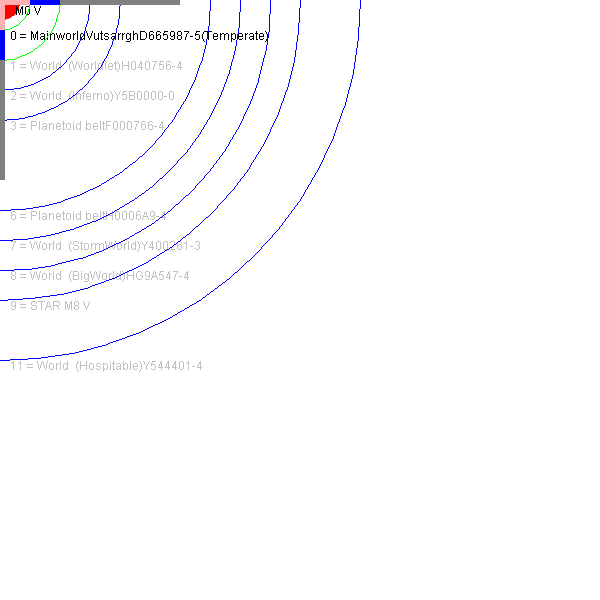 M0 V
0 = MainworldVutsarrghD665987-5(Temperate)
1 = World (Worldlet)H040756-4
2 = World (Inferno)Y5B0000-0
3 = Planetoid beltF000766-4
6 = Planetoid beltH0006A9-4
7 = World (StormWorld)Y400261-3
8 = World (BigWorld)HG9A547-4
9 = STAR M8 V
11 = World (Hospitable)Y544401-4